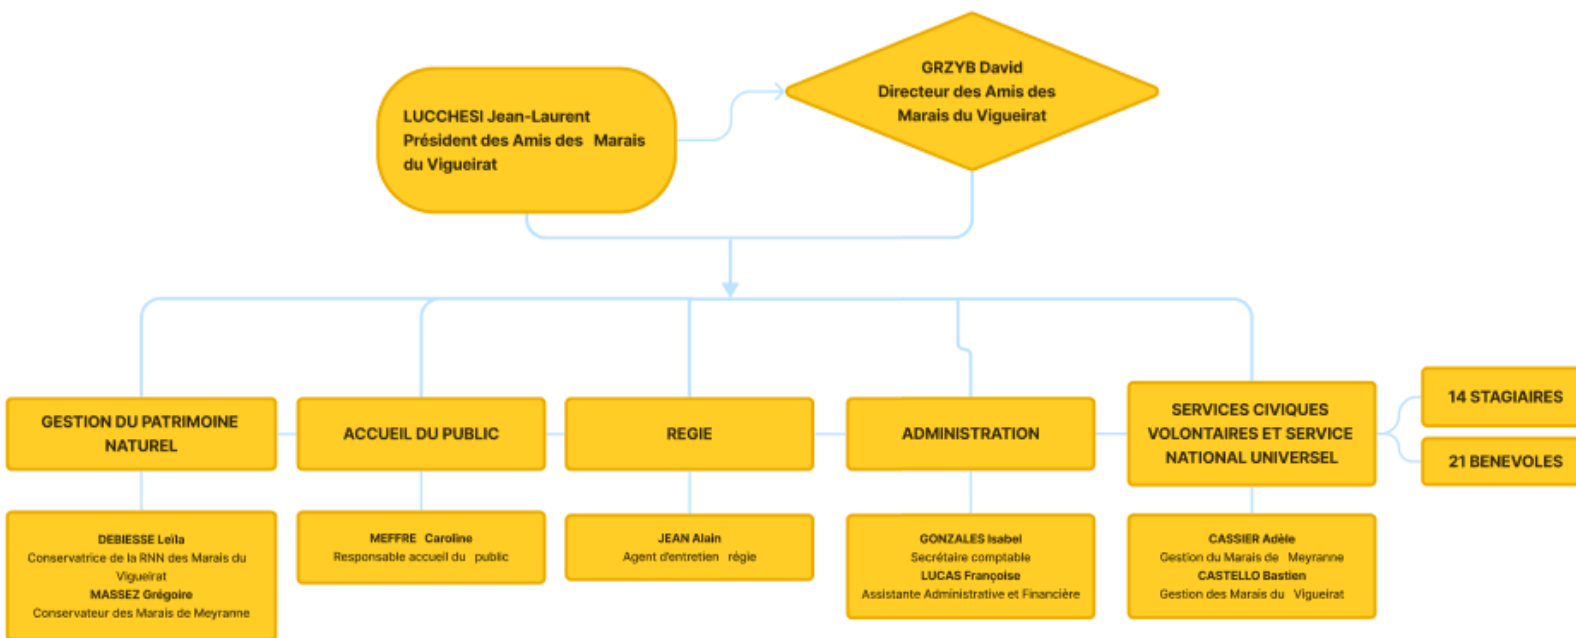 LUCCHESI Jean-Laurent
Président des Amis des Marais
du Vigueirat
GRZYB David
Directeur des Amis des
Marais du Vigueirat
GESTION DU PATRIMOINE
NATUREL
ACCUEIL DU PUBLIC
REGIE
ADMINISTRATION
SERVICES CIVIQUES
VOLONTAIRES ET SERVICE
NATIONAL UNIVERSEL
14 STAGIAIRES
21 BENEVOLES
DEBIESSE Leïla
Conservatrice de la RNN des Marais du
Vigueirat
MASSEZ Grégoire
Conservateur des Marais de Meyranne
MEFFRE Caroline
Responsable accueil du public
JEAN Alain
Agent d'entretien régie
GONZALES Isabel
Secrétaire comptable
LUCAS Françoise
Assistante Administrative et Financière
CASSIER Adèle
Gestion du Marais de Meyranne
CASTELLO Bastien
Gestion des Marais du Vigueirat